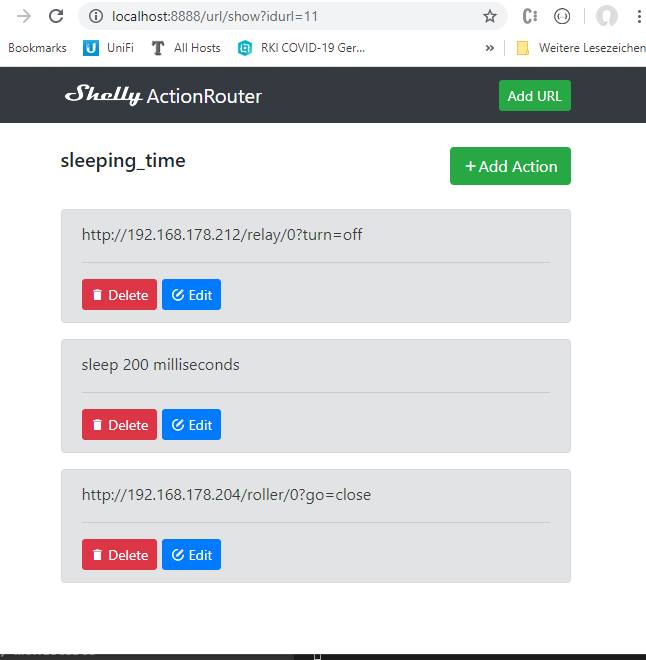 localhost:8888/url/show?idurl=11
Bookmarks UniFi All Hosts RKI COVID-19 Ger... » Weitere Lesezeichen
Shelly ActionRouter Add URL
sleeping_time
+Add Action
http://192.168.178.212/relay/0?turn=off
Delete Edit
sleep 200 milliseconds
Delete Edit
http://192.168.178.204/roller/0?go=close
Delete Edit